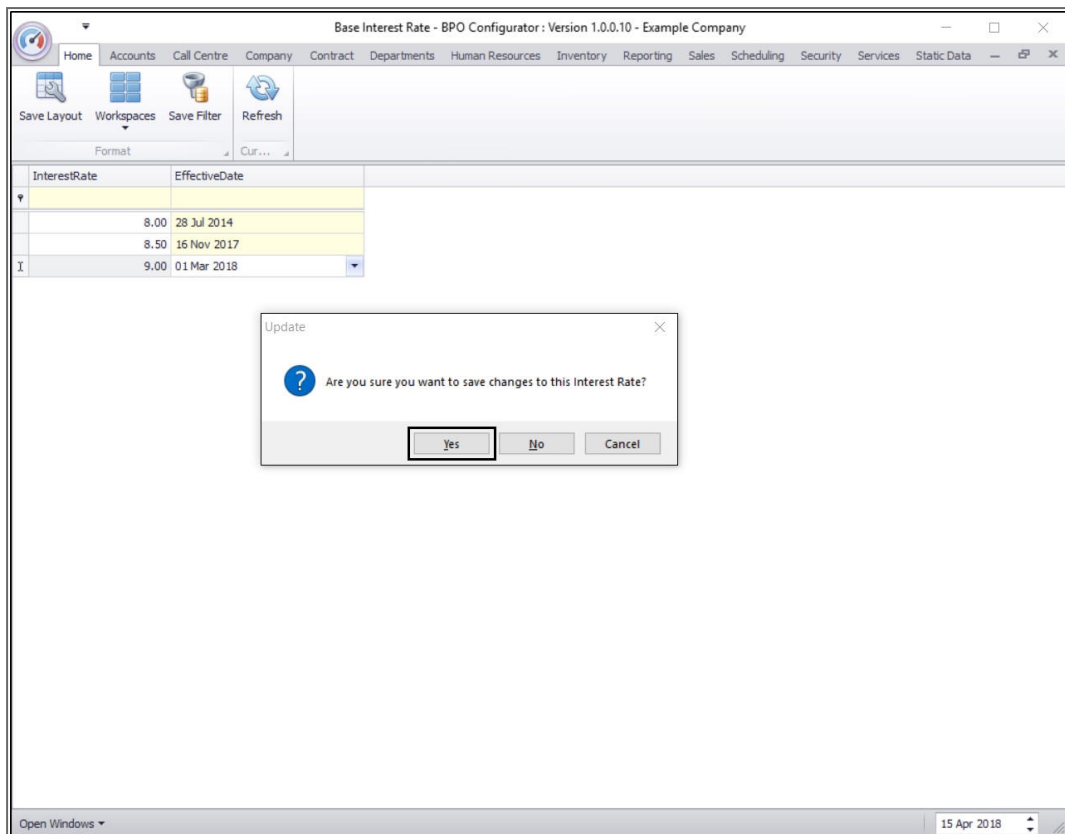 Base Interest Rate - BPO Configurator : Version 1.0.0.10 - Example Company
Home Accounts Call Centre Company Contract Departments Human Resources Inventory Reporting Sales Scheduling Security Services Static Data
Save Layout Workspaces Save Filter Refresh
Format Cur...
InterestRate EffectiveDate
8.00 28 Jul 2014
8.50 16 Nov 2017
9.00 01 Mar 2018
Update
Are you sure you want to save changes to this Interest Rate?
Yes No Cancel
Open Windows 15 Apr 2018